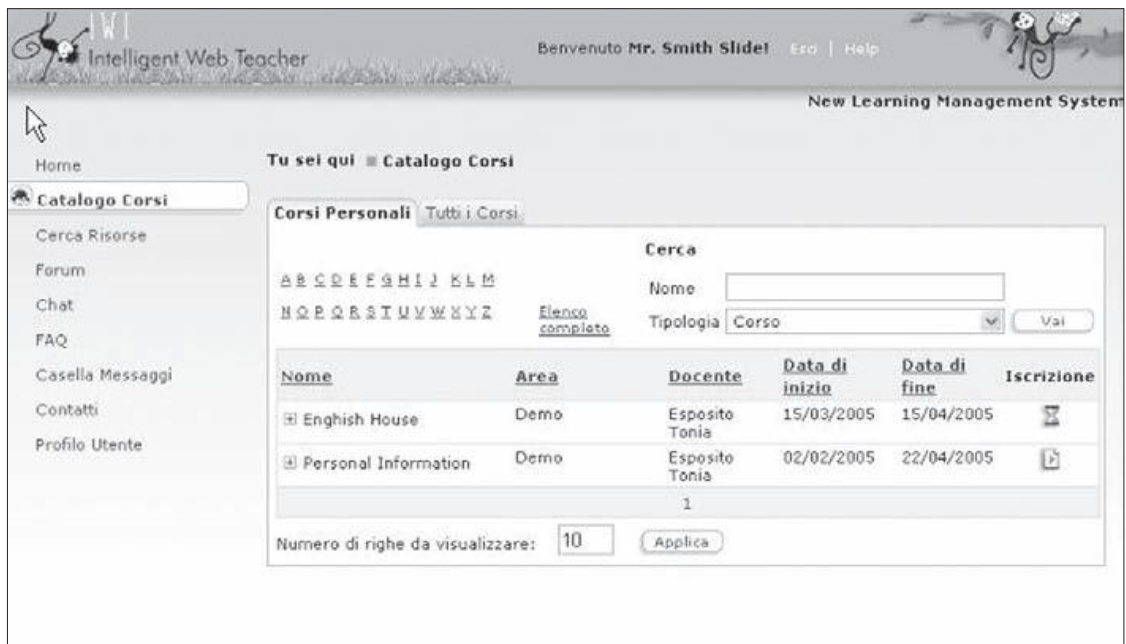 IWT
Intelligent Web Teacher
Benvenuto Mr. Smith Slide! Esci | Help
New Learning Management System
Home
Catalogo Corsi
Cerca Risorse
Forum
Chat
FAQ
Casella Messaggi
Contatti
Profilo Utente
Tu sei qui Catalogo Corsi
Corsi Personali Tutti i Corsi
Cerca
A B C D E F G H I J K L M
Nome
N O P Q R S T U V W X Y Z
Elenco
completo
Tipologia Corso Vai
Nome Area Docente Data di inizio Data di fine Iscrizione
Enghish House Demo Esposito Tonia 15/03/2005 15/04/2005
Personal Information Demo Esposito Tonia 02/02/2005 22/04/2005
1
Numero di righe da visualizzare: 10 Applica